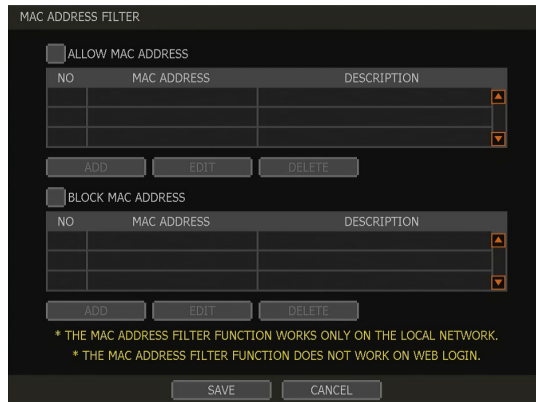 MAC ADDRESS FILTER
ALLOW MAC ADDRESS
NO MAC ADDRESS DESCRIPTION
ADD EDIT DELETE
BLOCK MAC ADDRESS
NO MAC ADDRESS DESCRIPTION
ADD EDIT DELETE
* THE MAC ADDRESS FILTER FUNCTION WORKS ONLY ON THE LOCAL NETWORK.
* THE MAC ADDRESS FILTER FUNCTION DOES NOT WORK ON WEB LOGIN.
SAVE CANCEL